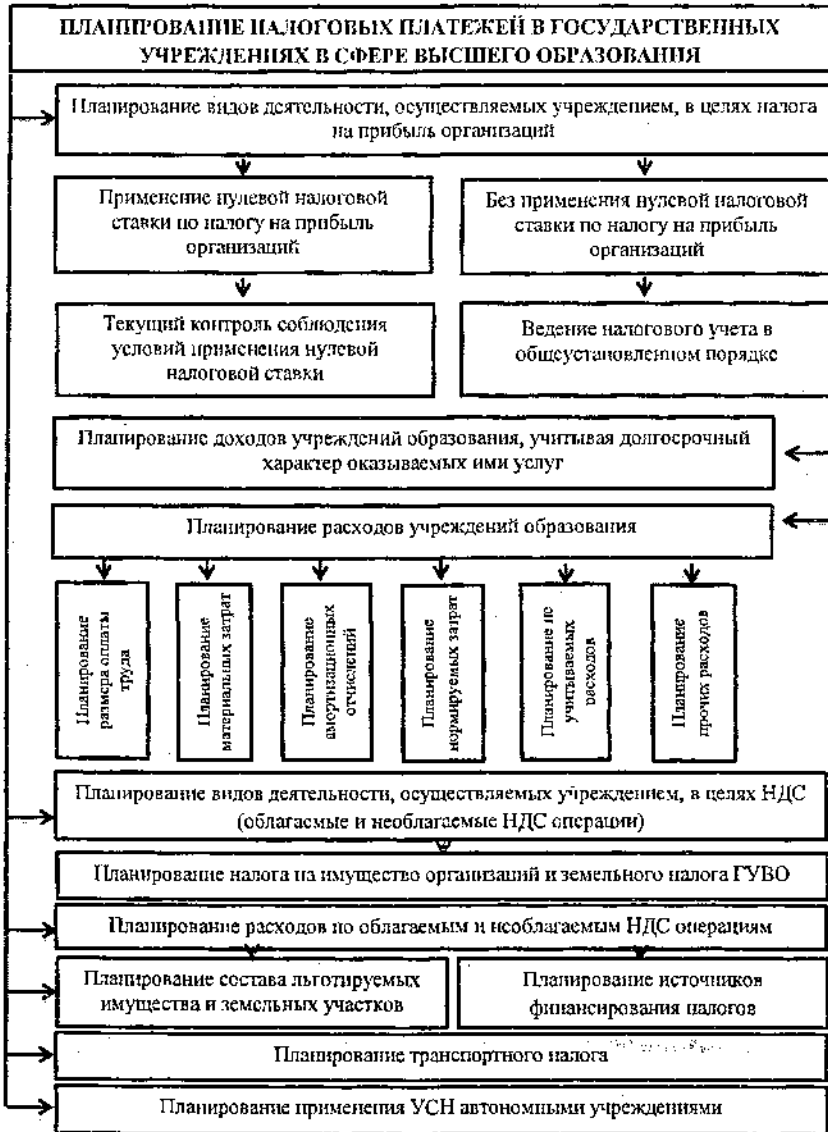 ПЛАНИРОВАНИЕ НАЛОГОВЫХ ПЛАТЕЖЕЙ В ГОСУДАРСТВЕННЫХ
УЧРЕЖДЕНИЯХ В СФЕРЕ ВЫСШЕГО ОБРАЗОВАНИЯ
Планирование видов деятельности, осуществляемых учреждением, в целях налога
на прибыль организаций
Применение нулевой налоговой
ставки по налогу на прибыль
организаций
Без применения нулевой налоговой
ставки по налогу на прибыль
организаций
Текущий контроль соблюдения
условий применения нулевой
налоговой ставки
Ведение налогового учета в
общеустановленном порядке
Планирование доходов учреждений образования, учитывая долгосрочный
характер оказываемых ими услуг
Планирование расходов учреждений образования
Планирование
размера оплаты
труда
Планирование
материальных затрат
Планирование
амортизационных
отчислений
Планирование
нормируемых затрат
Планирование не
учитываемых
расходов
Планирование
прочих расходов
Планирование видов деятельности, осуществляемых учреждением, в целях НДС
(облагаемые и необлагаемые НДС операции)
Планирование налога на имущество организаций и земельного налога ГУВО
Планирование расходов по облагаемым и необлагаемым НДС операциям
Планирование состава льготируемых
имущества и земельных участков
Планирование источников
финансирования налогов
Планирование транспортного налога
Планирование применения УСН автономными учреждениями